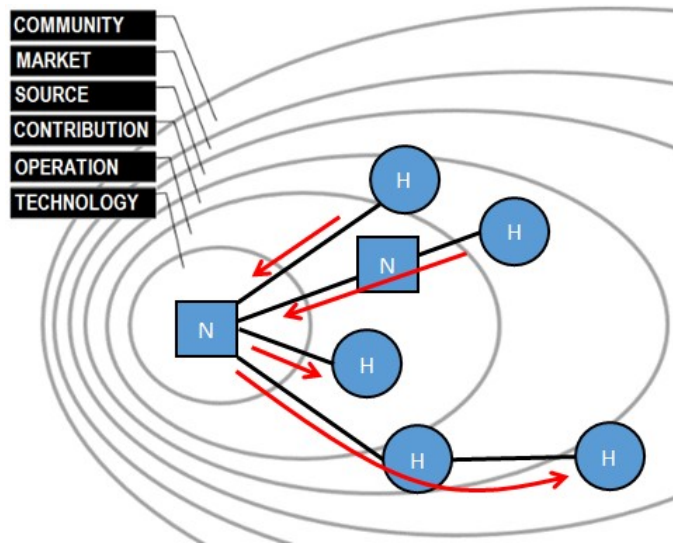 COMMUNITY
MARKET
SOURCE
CONTRIBUTION
OPERATION
TECHNOLOGY
H
H
N
N
H
H
H